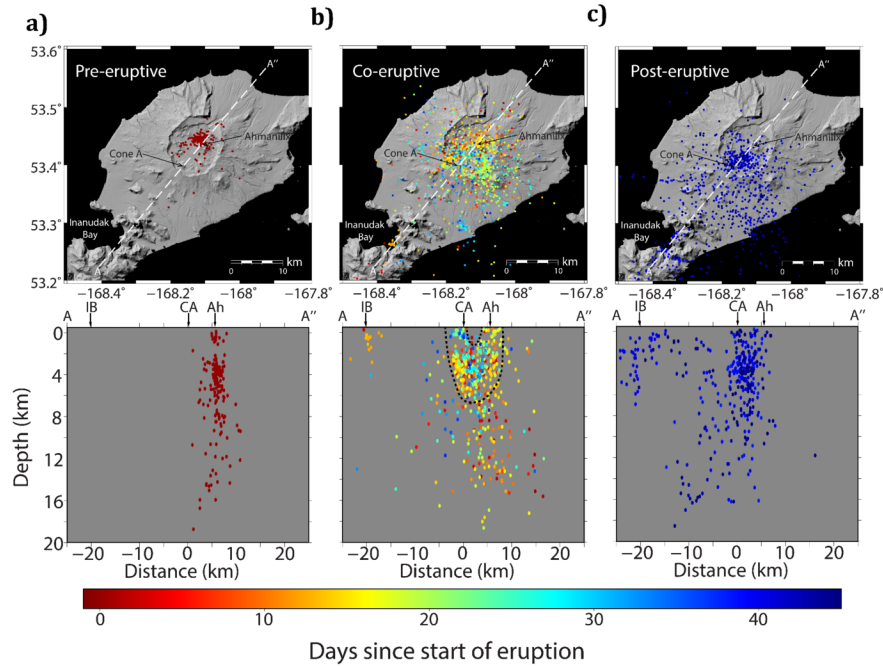 a)
b)
c)
53.6°
53.5°
53.4°
53.3°
53.2°
Pre-eruptive
A''
Ahmanilix
Cone A
Inanudak
Bay
km
0
10
−168.4
−168.2
−168°
Co-eruptive
A''
Ahmanilix
Cone A
Inanudak
Bay
km
0
10
−168.4
−168.2
−168°
Post-eruptive
A''
Ahmanilix
Cone A
Inanudak
Bay
km
0
10
−168.4
−168.2
−168°
−167.8°
A
IB
CA
Ah
A''
A
IB
CA
Ah
A''
A
IB
CA
Ah
A''
Depth (km)
0
4
8
12
16
20
−20
−10
0
10
20
Distance (km)
−20
−10
0
10
20
Distance (km)
−20
−10
0
10
20
Distance (km)
0
10
20
30
40
Days since start of eruption